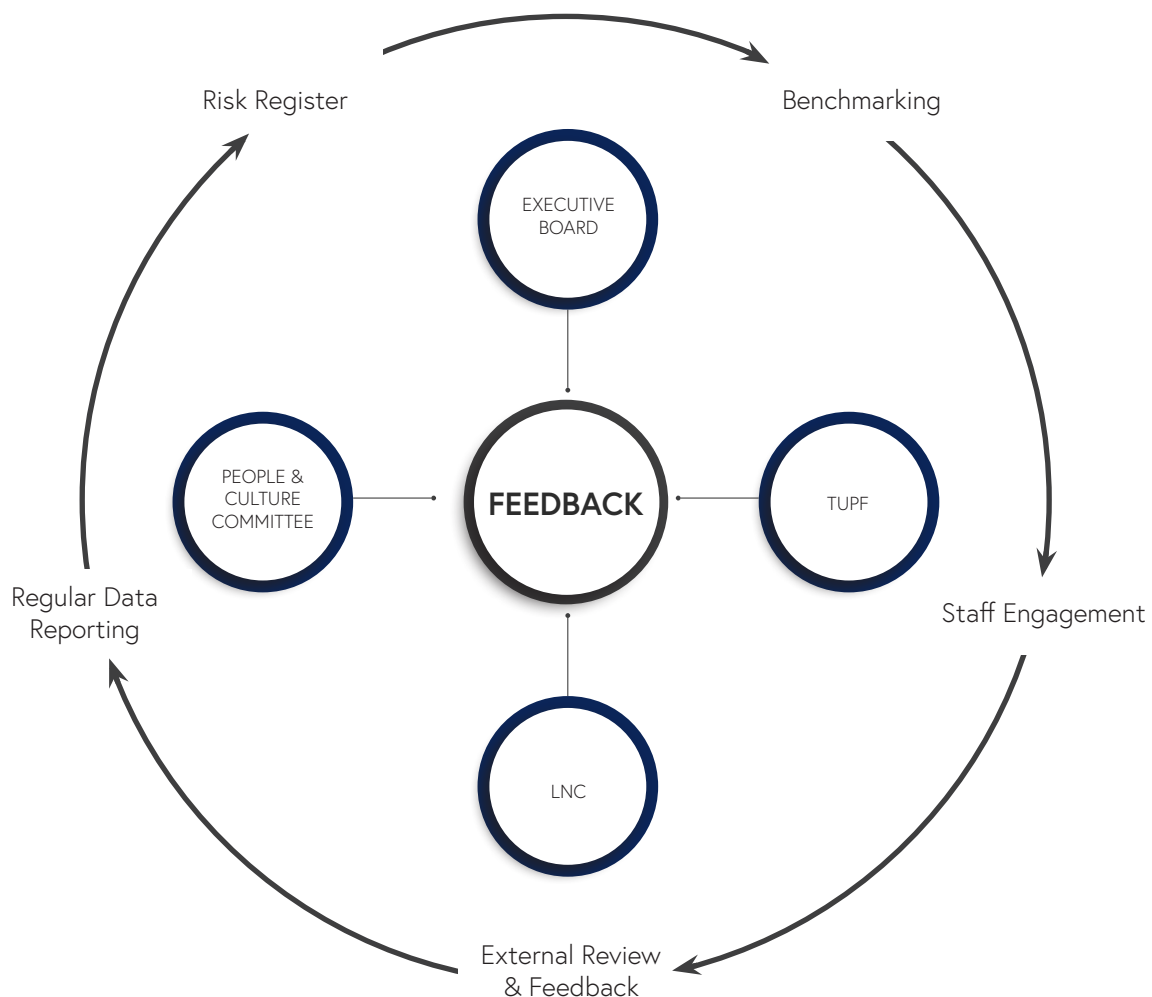 Risk Register
Benchmarking
EXECUTIVE
BOARD
PEOPLE &
CULTURE
COMMITTEE
FEEDBACK
TUPF
Regular Data
Reporting
Staff Engagement
LNC
External Review
& Feedback